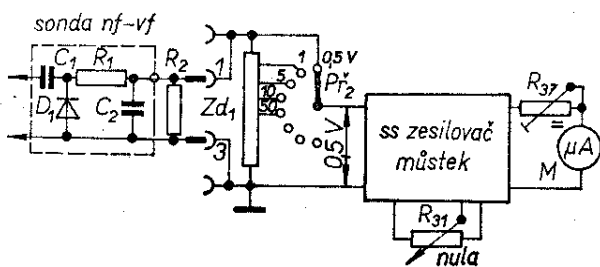 sonda nf-vf
C1
R1
D1
C2
R2
1
3
Zd1
1
5
10
50
0,5 V
Př2
0,5 V
ss zesilovač
můstek
R31
nula
R37
=
µA
M